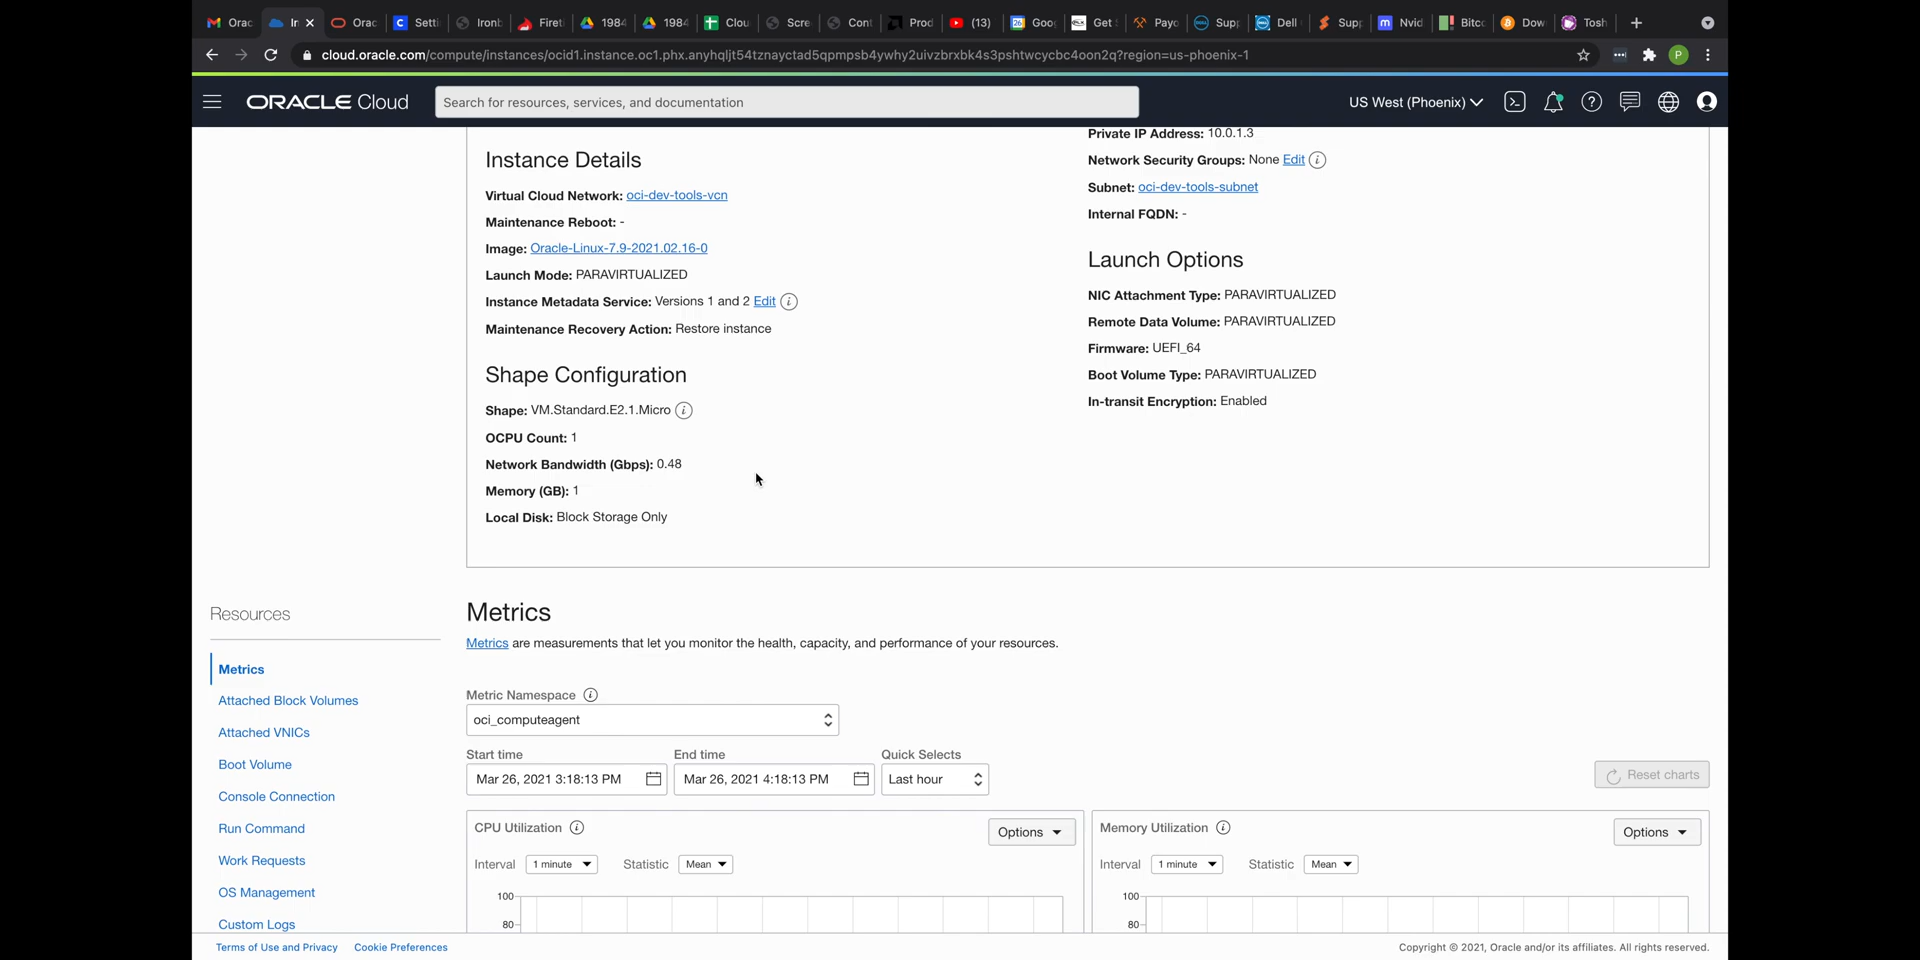 Orac
In
Orac
Setti
Ironb
Firet
1984
1984
Clou
Scre
Conf
Prod
(13)
Goo
Get
Payo
Supp
Dell
Supp
Nvid
Bitco
Dow
Tosh
cloud.oracle.com/compute/instances/ocid1.instance.oc1.phx.anyhqljt54tznayctad5qpmpsb4ywhy2uivzbrxbk4s3pshtwcycbc4oon2q?region=us-phoenix-1
P
ORACLE Cloud
Search for resources, services, and documentation
US West (Phoenix)
Private IP Address: 10.0.1.3
Instance Details
Network Security Groups: None Edit
Virtual Cloud Network: oci-dev-tools-vcn
Subnet: oci-dev-tools-subnet
Maintenance Reboot: -
Internal FQDN: -
Image: Oracle-Linux-7.9-2021.02.16-0
Launch Options
Launch Mode: PARAVIRTUALIZED
NIC Attachment Type: PARAVIRTUALIZED
Instance Metadata Service: Versions 1 and 2 Edit
Remote Data Volume: PARAVIRTUALIZED
Maintenance Recovery Action: Restore instance
Firmware: UEFI_64
Shape Configuration
Boot Volume Type: PARAVIRTUALIZED
Shape: VM.Standard.E2.1.Micro
In-transit Encryption: Enabled
OCPU Count: 1
Network Bandwidth (Gbps): 0.48
Memory (GB): 1
Local Disk: Block Storage Only
Resources
Metrics
Attached Block Volumes
Attached VNICs
Boot Volume
Console Connection
Run Command
Work Requests
OS Management
Custom Logs
Metrics
Metrics are measurements that let you monitor the health, capacity, and performance of your resources.
Metric Namespace
oci_computeagent
Start time
End time
Quick Selects
Mar 26, 2021 3:18:13 PM
Mar 26, 2021 4:18:13 PM
Last hour
Reset charts
CPU Utilization
Options
Interval 1 minute Statistic Mean
100
80
Memory Utilization
Options
Interval 1 minute Statistic Mean
100
80
Terms of Use and Privacy
Cookie Preferences
Copyright © 2021, Oracle and/or its affiliates. All rights reserved.